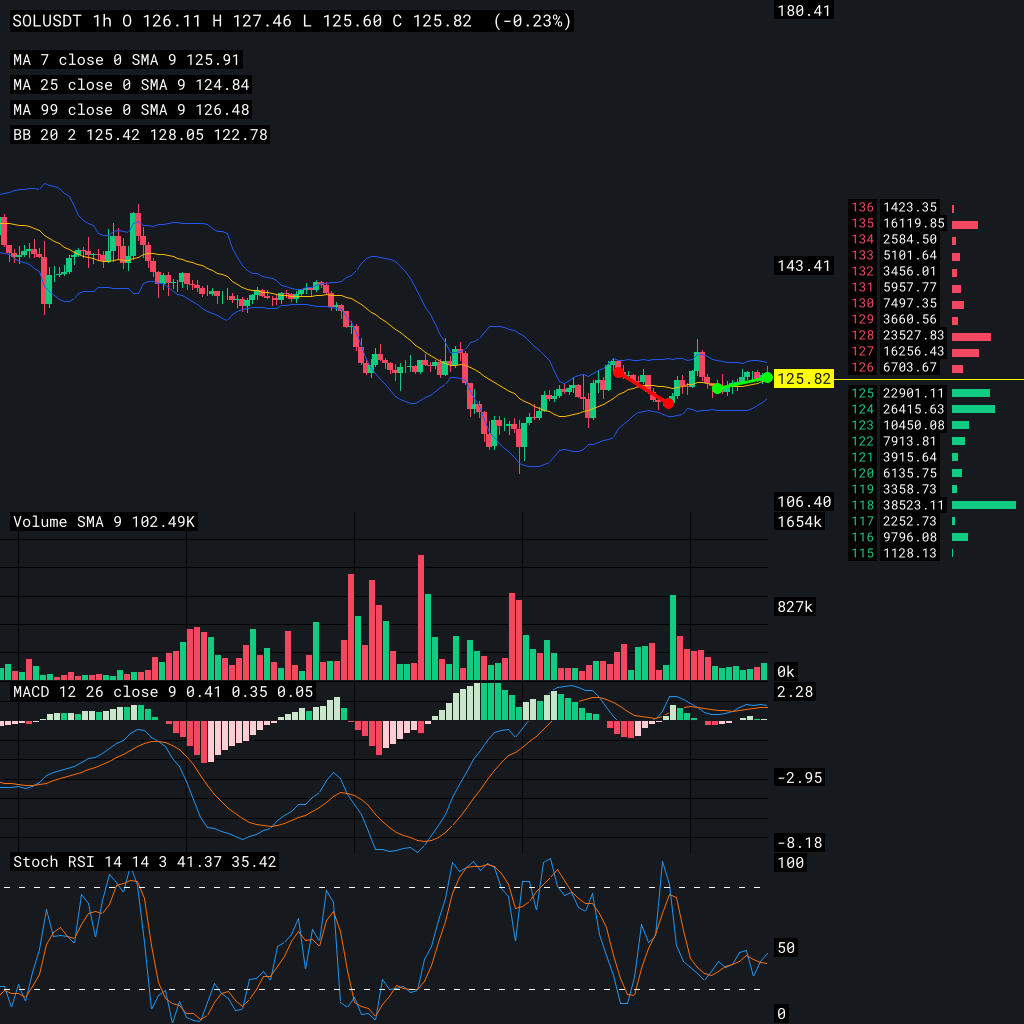 SOLUSDT 1h O 126.11 H 127.46 L 125.60 C 125.82 (-0.23%)
180.41
MA 7 close 0 SMA 9 125.91
MA 25 close 0 SMA 9 124.84
MA 99 close 0 SMA 9 126.48
BB 20 2 125.42 128.05 122.78
136 1423.35
135 16119.85
134 2584.50
133 5101.64
143.41
132 3456.01
131 5957.77
130 7497.35
129 3660.56
128 23527.83
127 16256.43
126 6703.67
125.82
125 22901.11
124 26415.63
123 10450.08
122 7913.81
121 3915.64
120 6135.75
119 3358.73
106.40
118 38523.11
Volume SMA 9 102.49K
1654k
117 2252.73
116 9796.08
115 1128.13
827k
0k
MACD 12 26 close 9 0.41 0.35 0.05
2.28
-2.95
-8.18
Stoch RSI 14 14 3 41.37 35.42
100
50
0